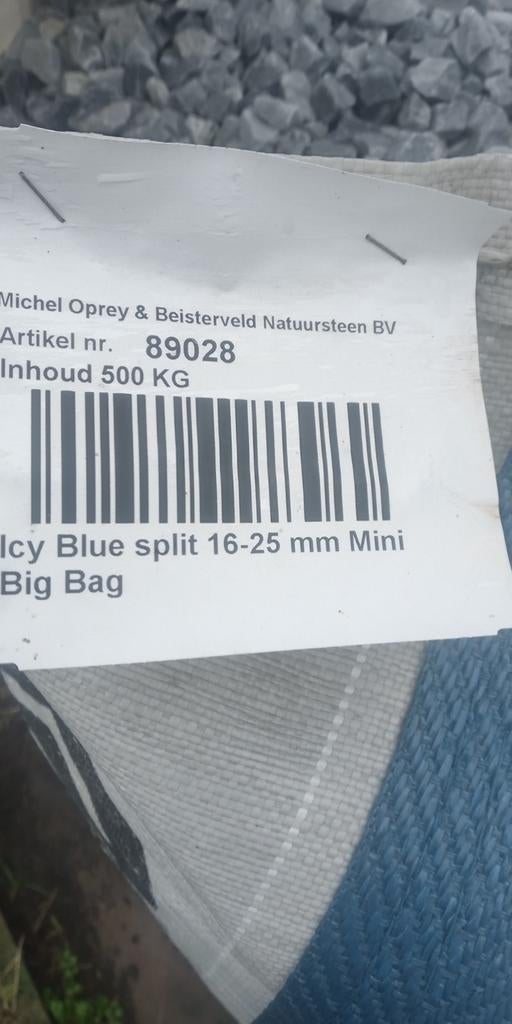 Michel Oprey & Beisterveld Natuursteen BV
Artikel nr. 89028
Inhoud 500 KG
Icy Blue split 16-25 mm Mini
Big Bag